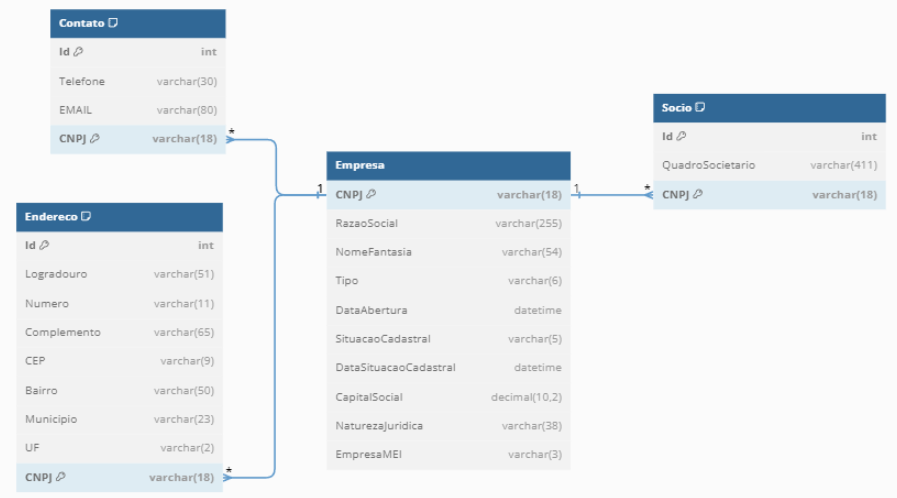 Contato
Id int
Telefone varchar(30)
EMAIL varchar(80)
CNPJ varchar(18)
*
Endereco
Id int
Logradouro varchar(51)
Numero varchar(11)
Complemento varchar(65)
CEP varchar(9)
Bairro varchar(50)
Municipio varchar(23)
UF varchar(2)
CNPJ varchar(18)
*
Empresa
1 CNPJ varchar(18) 1
RazaoSocial varchar(255)
NomeFantasia varchar(54)
Tipo varchar(6)
DataAbertura datetime
SituacaoCadastral varchar(5)
DataSituacaoCadastral datetime
CapitalSocial decimal(10,2)
NaturezaJuridica varchar(38)
EmpresaMEI varchar(3)
Socio
Id int
QuadroSocietario varchar(411)
* CNPJ varchar(18)